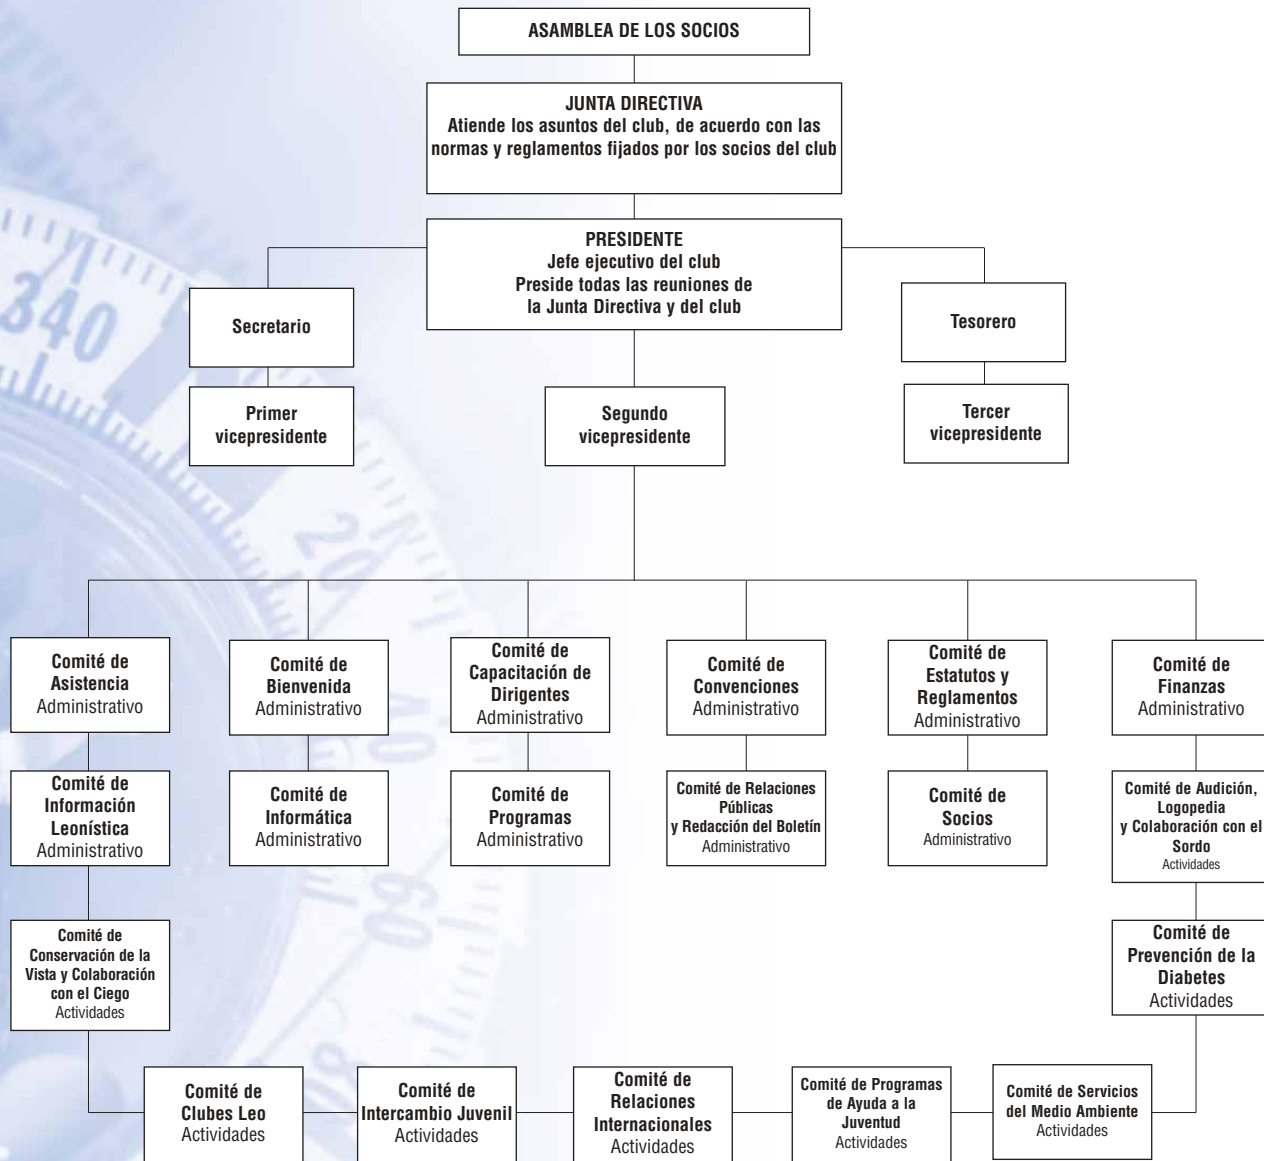 ASAMBLEA DE LOS SOCIOS
JUNTA DIRECTIVA
Atiende los asuntos del club, de acuerdo con las
normas y reglamentos fijados por los socios del club
PRESIDENTE
Jefe ejecutivo del club
Preside todas las reuniones de
la Junta Directiva y del club
Secretario
Tesorero
Primer
vicepresidente
Segundo
vicepresidente
Tercer
vicepresidente
Comité de
Asistencia
Administrativo
Comité de
Bienvenida
Administrativo
Comité de
Capacitación de
Dirigentes
Administrativo
Comité de
Convenciones
Administrativo
Comité de
Estatutos y
Reglamentos
Administrativo
Comité de
Finanzas
Administrativo
Comité de
Información
Leonística
Administrativo
Comité de
Informática
Administrativo
Comité de
Programas
Administrativo
Comité de Relaciones
Públicas
y Redacción del Boletín
Administrativo
Comité de
Socios
Administrativo
Comité de Audición,
Logopedia
y Colaboración con el
Sordo
Actividades
Comité de
Conservación de la
Vista y Colaboración
con el Ciego
Actividades
Comité de
Prevención de la
Diabetes
Actividades
Comité de
Clubes Leo
Actividades
Comité de
Intercambio Juvenil
Actividades
Comité de
Relaciones
Internacionales
Actividades
Comité de Programas
de Ayuda a la
Juventud
Actividades
Comité de Servicios
del Medio Ambiente
Actividades
340
20
40
60
80